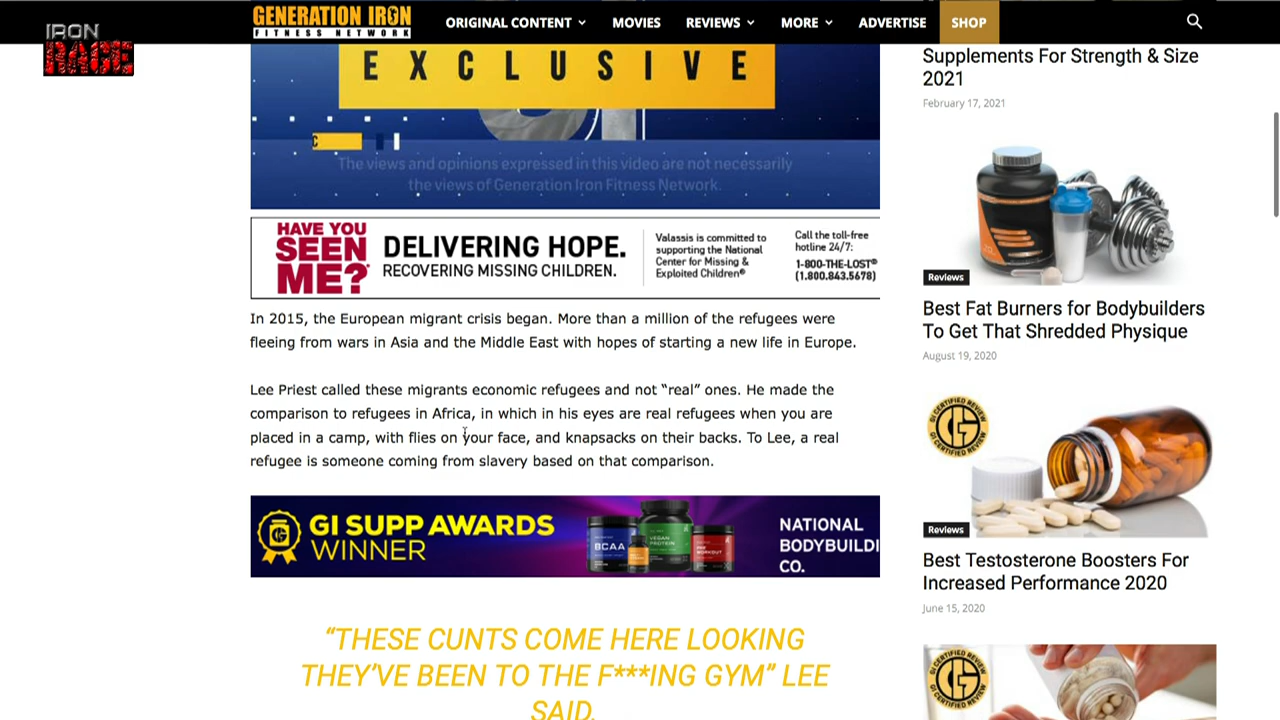 IRON
RAGE
GENERATION IRON
FITNESS NETWORK
ORIGINAL CONTENT
MOVIES
REVIEWS
MORE
ADVERTISE
SHOP
EXCLUSIVE
The views and opinions expressed in this video are not necessarily
the views of Generation Iron Fitness Network.
HAVE YOU
SEEN
ME?
DELIVERING HOPE.
RECOVERING MISSING CHILDREN.
Valassis is committed to
supporting the National
Center for Missing &
Exploited Children®
Call the toll-free
hotline 24/7:
1-800-THE-LOST®
(1.800.843.5678)
In 2015, the European migrant crisis began. More than a million of the refugees were
fleeing from wars in Asia and the Middle East with hopes of starting a new life in Europe.
Lee Priest called these migrants economic refugees and not “real” ones. He made the
comparison to refugees in Africa, in which in his eyes are real refugees when you are
placed in a camp, with flies on your face, and knapsacks on their backs. To Lee, a real
refugee is someone coming from slavery based on that comparison.
GI SUPP AWARDS
WINNER
BCAA
VEGAN
PROTEIN
WORKOUT
NATIONAL
BODYBUILDI
CO.
“THESE CUNTS COME HERE LOOKING
THEY’VE BEEN TO THE F***ING GYM” LEE
SAID.
Supplements For Strength & Size
2021
February 17, 2021
Reviews
Best Fat Burners for Bodybuilders
To Get That Shredded Physique
August 19, 2020
GI CERTIFIED REVIEW
Reviews
Best Testosterone Boosters For
Increased Performance 2020
June 15, 2020
GI CERTIFIED REVIEW